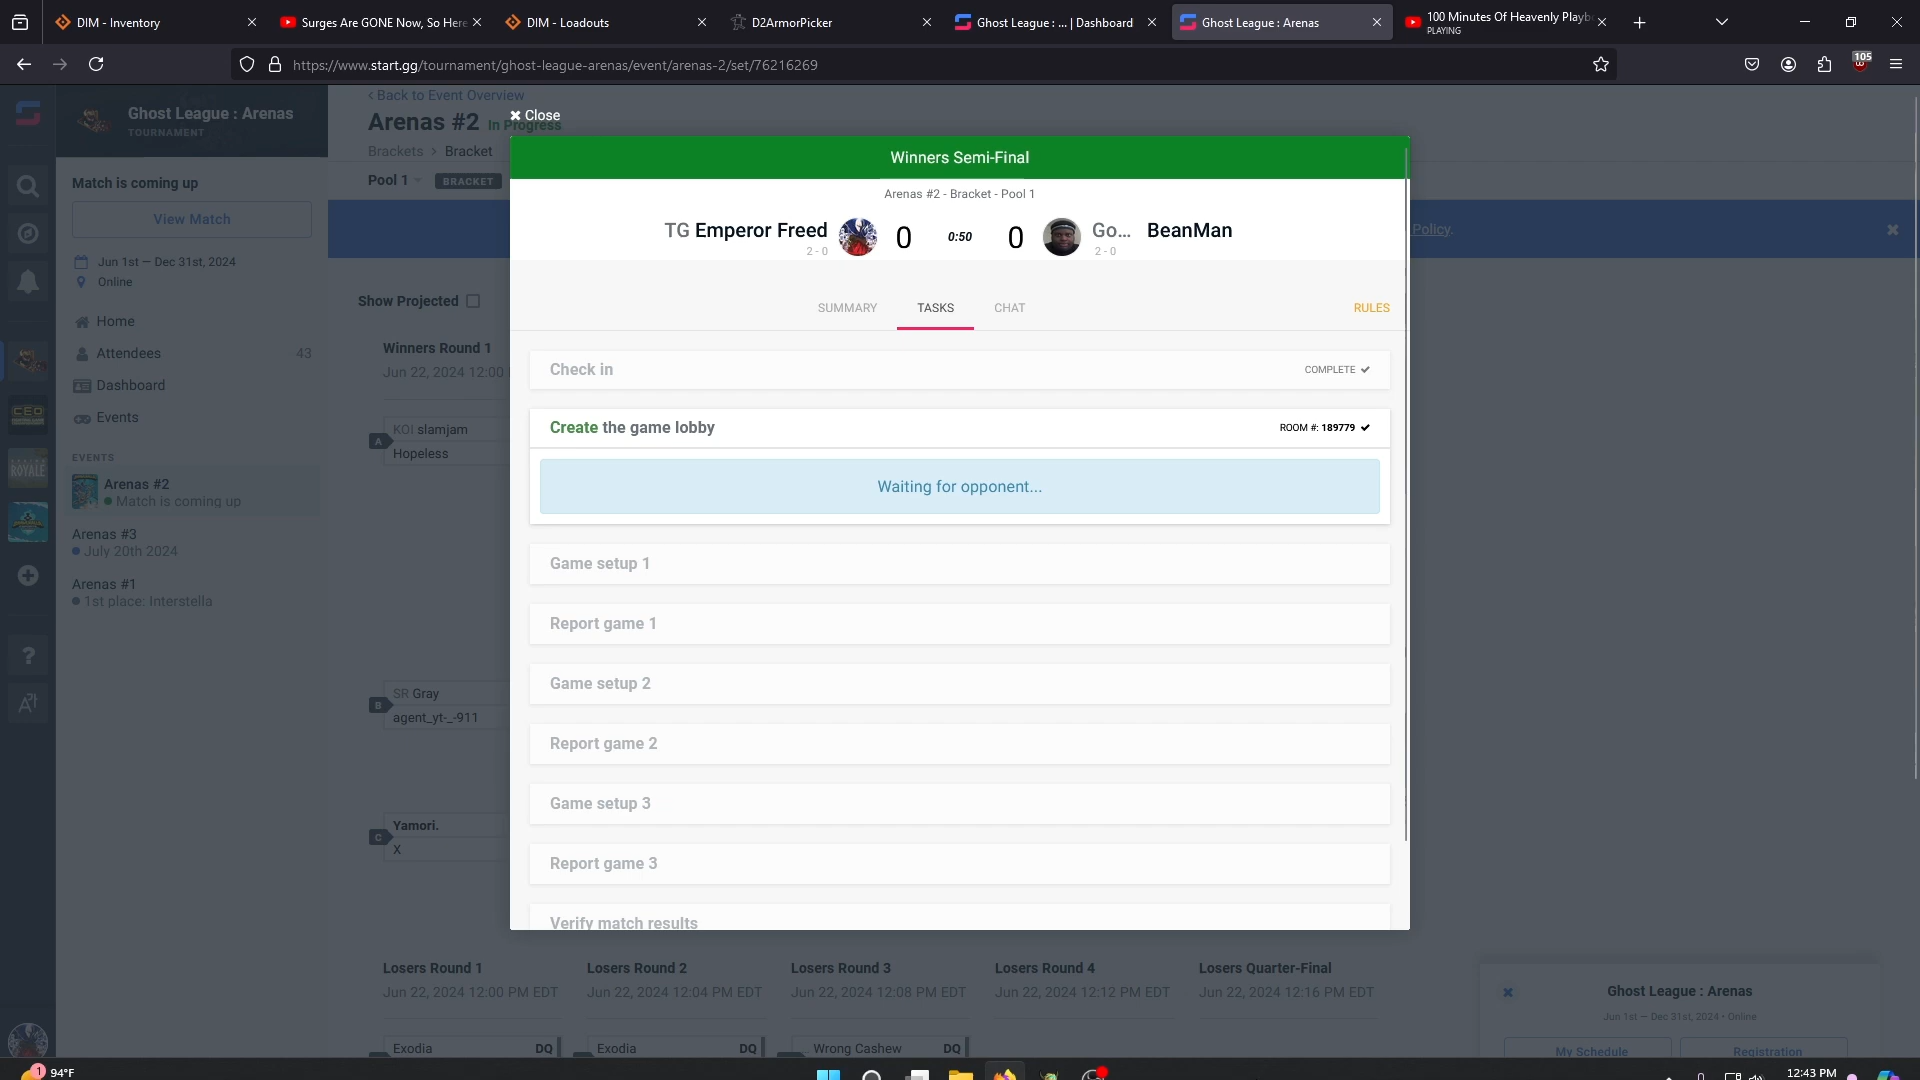 DIM - Inventory
Surges Are GONE Now, So Here
DIM - Loadouts
D2ArmorPicker
Ghost League : ... | Dashboard
Ghost League : Arenas
100 Minutes Of Heavenly Playb
PLAYING
https://www.start.gg/tournament/ghost-league-arenas/event/arenas-2/set/76216269
105
Ghost League : Arenas
TOURNAMENT
Match is coming up
View Match
Jun 1st — Dec 31st, 2024
Online
Home
Attendees
43
Dashboard
Events
EVENTS
Arenas #2
Match is coming up
Arenas #3
July 20th 2024
Arenas #1
1st place: Interstella
CEO
ROYALE
‹ Back to Event Overview
Arenas #2 In Progress
Brackets > Bracket
Pool 1
BRACKET
Policy.
Show Projected
Winners Round 1
Jun 22, 2024 12:00
A
KOI slamjam
Hopeless
B
SR Gray
agent_yt-_-911
C
Yamori.
X
Close
Winners Semi-Final
Arenas #2 - Bracket - Pool 1
TG Emperor Freed
2 - 0
0
0:50
0
Go... BeanMan
2 - 0
SUMMARY
TASKS
CHAT
RULES
Check in
COMPLETE
Create the game lobby
ROOM #: 189779
Waiting for opponent...
Game setup 1
Report game 1
Game setup 2
Report game 2
Game setup 3
Report game 3
Verify match results
Losers Round 1
Jun 22, 2024 12:00 PM EDT
Losers Round 2
Jun 22, 2024 12:04 PM EDT
Losers Round 3
Jun 22, 2024 12:08 PM EDT
Losers Round 4
Jun 22, 2024 12:12 PM EDT
Losers Quarter-Final
Jun 22, 2024 12:16 PM EDT
Exodia DQ
Exodia DQ
Wrong Cashew DQ
Ghost League : Arenas
Jun 1st — Dec 31st, 2024 • Online
My Schedule
Registration
1
94°F
12:43 PM